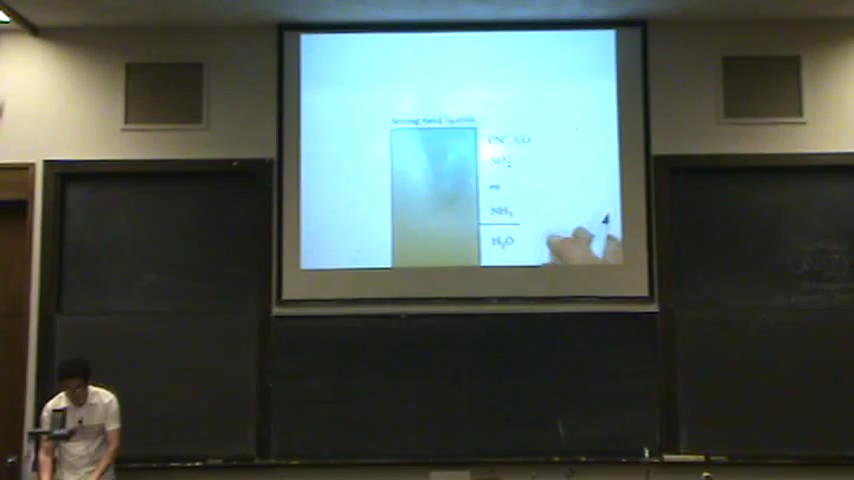 Strong field ligands
CN⁻ CO
NO₂⁻
en
NH₃
H₂O